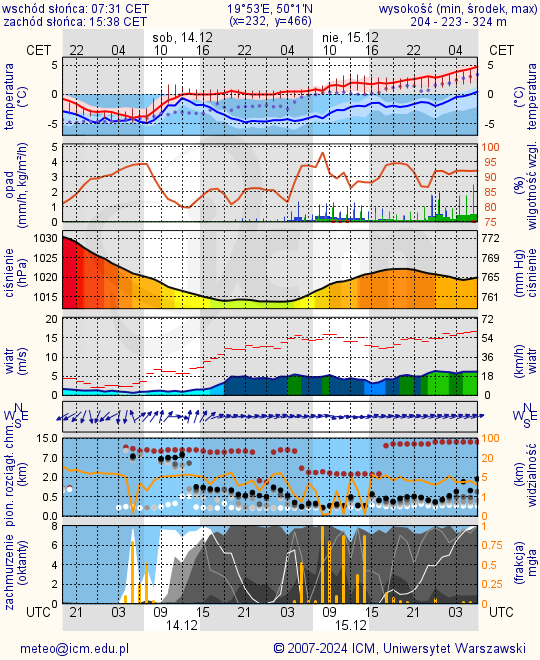 wschód słońca: 07:31 CET 19°53'E, 50°1'N wysokość (min, środek, max)
zachód słońca: 15:38 CET (x=232, y=466) 204 - 223 - 324 m
sob, 14.12 nie, 15.12
CET 22 04 10 16 22 04 10 16 22 04 CET
temperatura (°C) 5 0 -5 5 0 -5 (°C) temperatura
opad (mm/h, kg/m²/h) 5 4 3 2 1 0 100 95 90 85 80 75 (%) wilgotność wzgl.
ciśnienie (hPa) 1030 1025 1020 1015 772 769 765 761 (mm Hg) ciśnienie
wiatr (m/s) 20 15 10 5 0 72 54 36 18 0 (km/h) wiatr
N W E S N W E S
pion. rozciągł. chm. (km) 15.0 10.0 2.0 0.5 0.0 100 20 5 1 0 (km) widzialność
zachmurzenie (oktanty) 8 6 4 2 0 1 0.75 0.5 0.25 0 (frakcja) mgła
UTC 21 03 09 15 21 03 09 15 21 03 UTC
14.12 15.12
meteo@icm.edu.pl © 2007-2024 ICM, Uniwersytet Warszawski